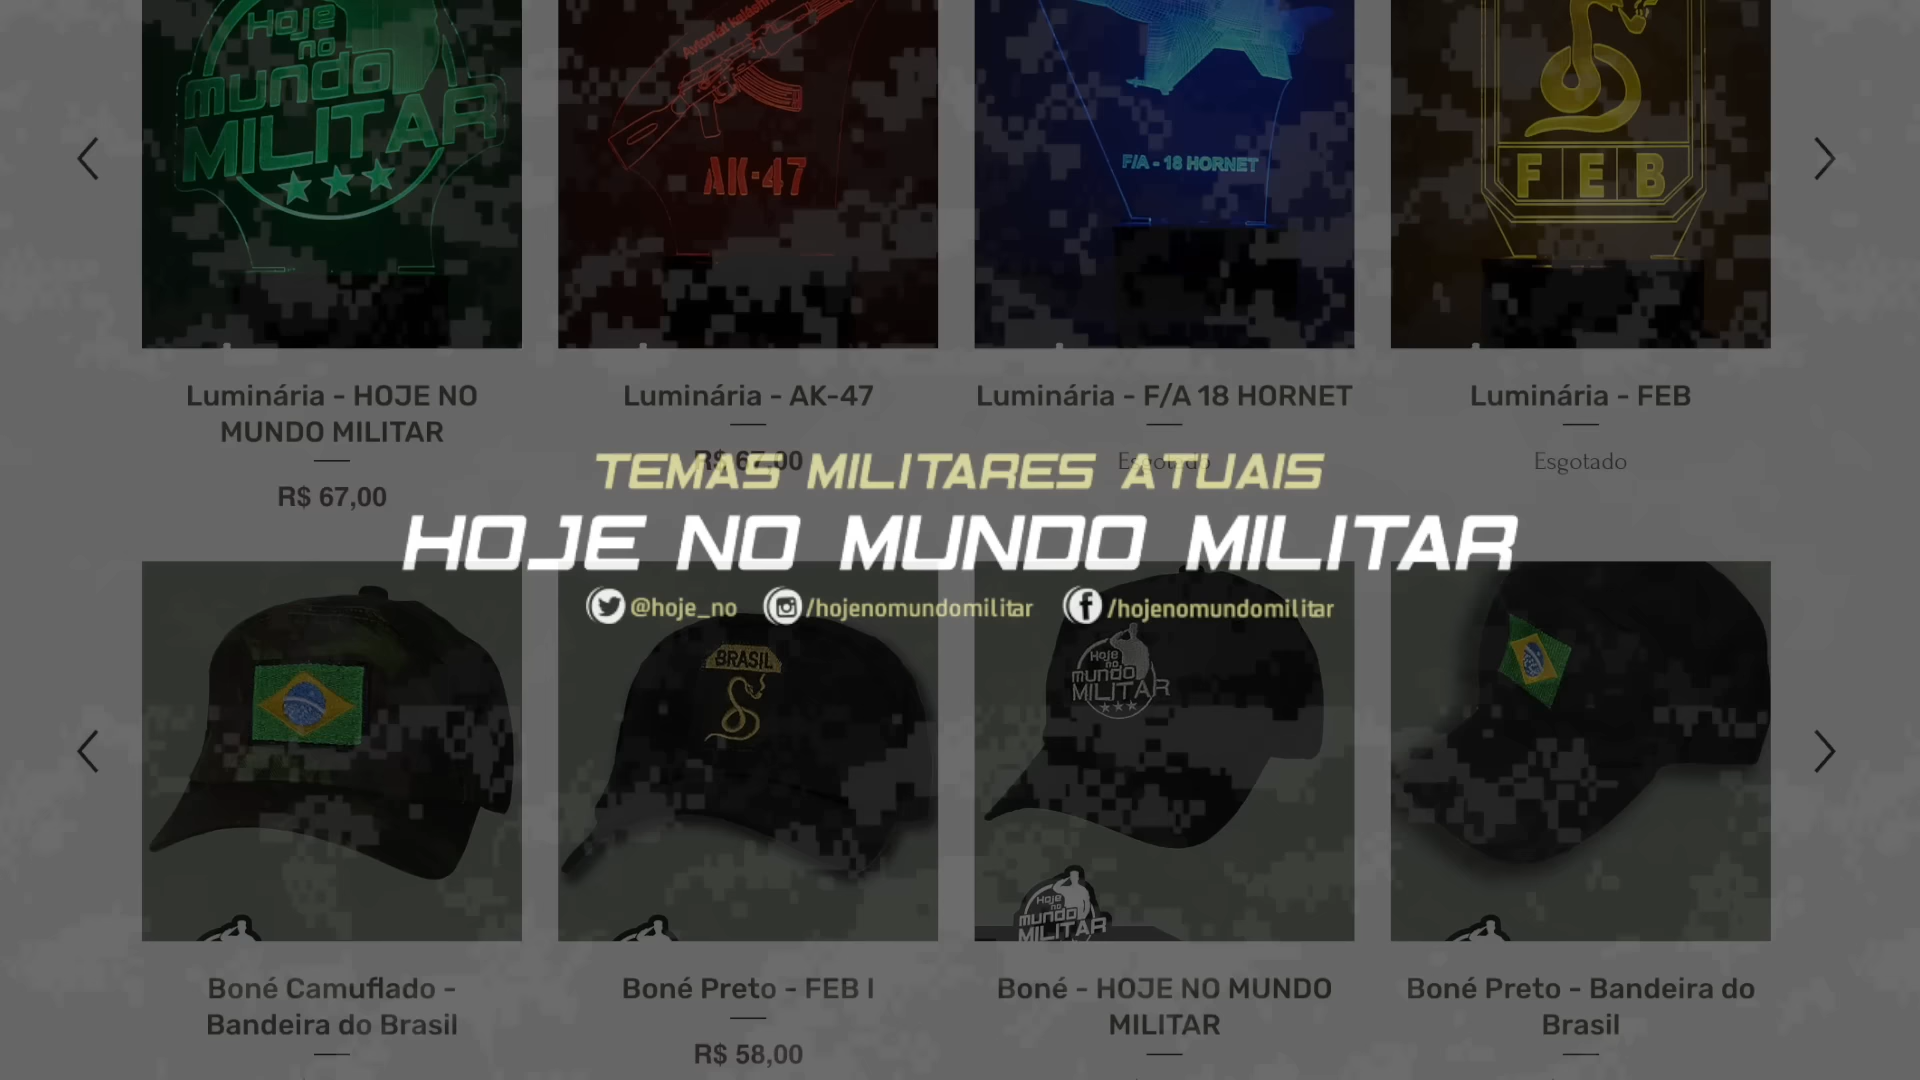 Hoje
no
mundo
MILITAR
AK-47
F/A - 18 HORNET
F E B
Luminária - HOJE NO
MUNDO MILITAR
R$ 67,00
Luminária - AK-47
R$ 67,00
Luminária - F/A 18 HORNET
Esgotado
Luminária - FEB
Esgotado
TEMAS MILITARES ATUAIS
HOJE NO MUNDO MILITAR
@hoje_no /hojenomundomilitar /hojenomundomilitar
BRASIL
Hoje
no
mundo
MILITAR
Hoje
no
mundo
MILITAR
Boné Camuflado -
Bandeira do Brasil
Boné Preto - FEB I
R$ 58,00
Boné - HOJE NO MUNDO
MILITAR
Boné Preto - Bandeira do
Brasil